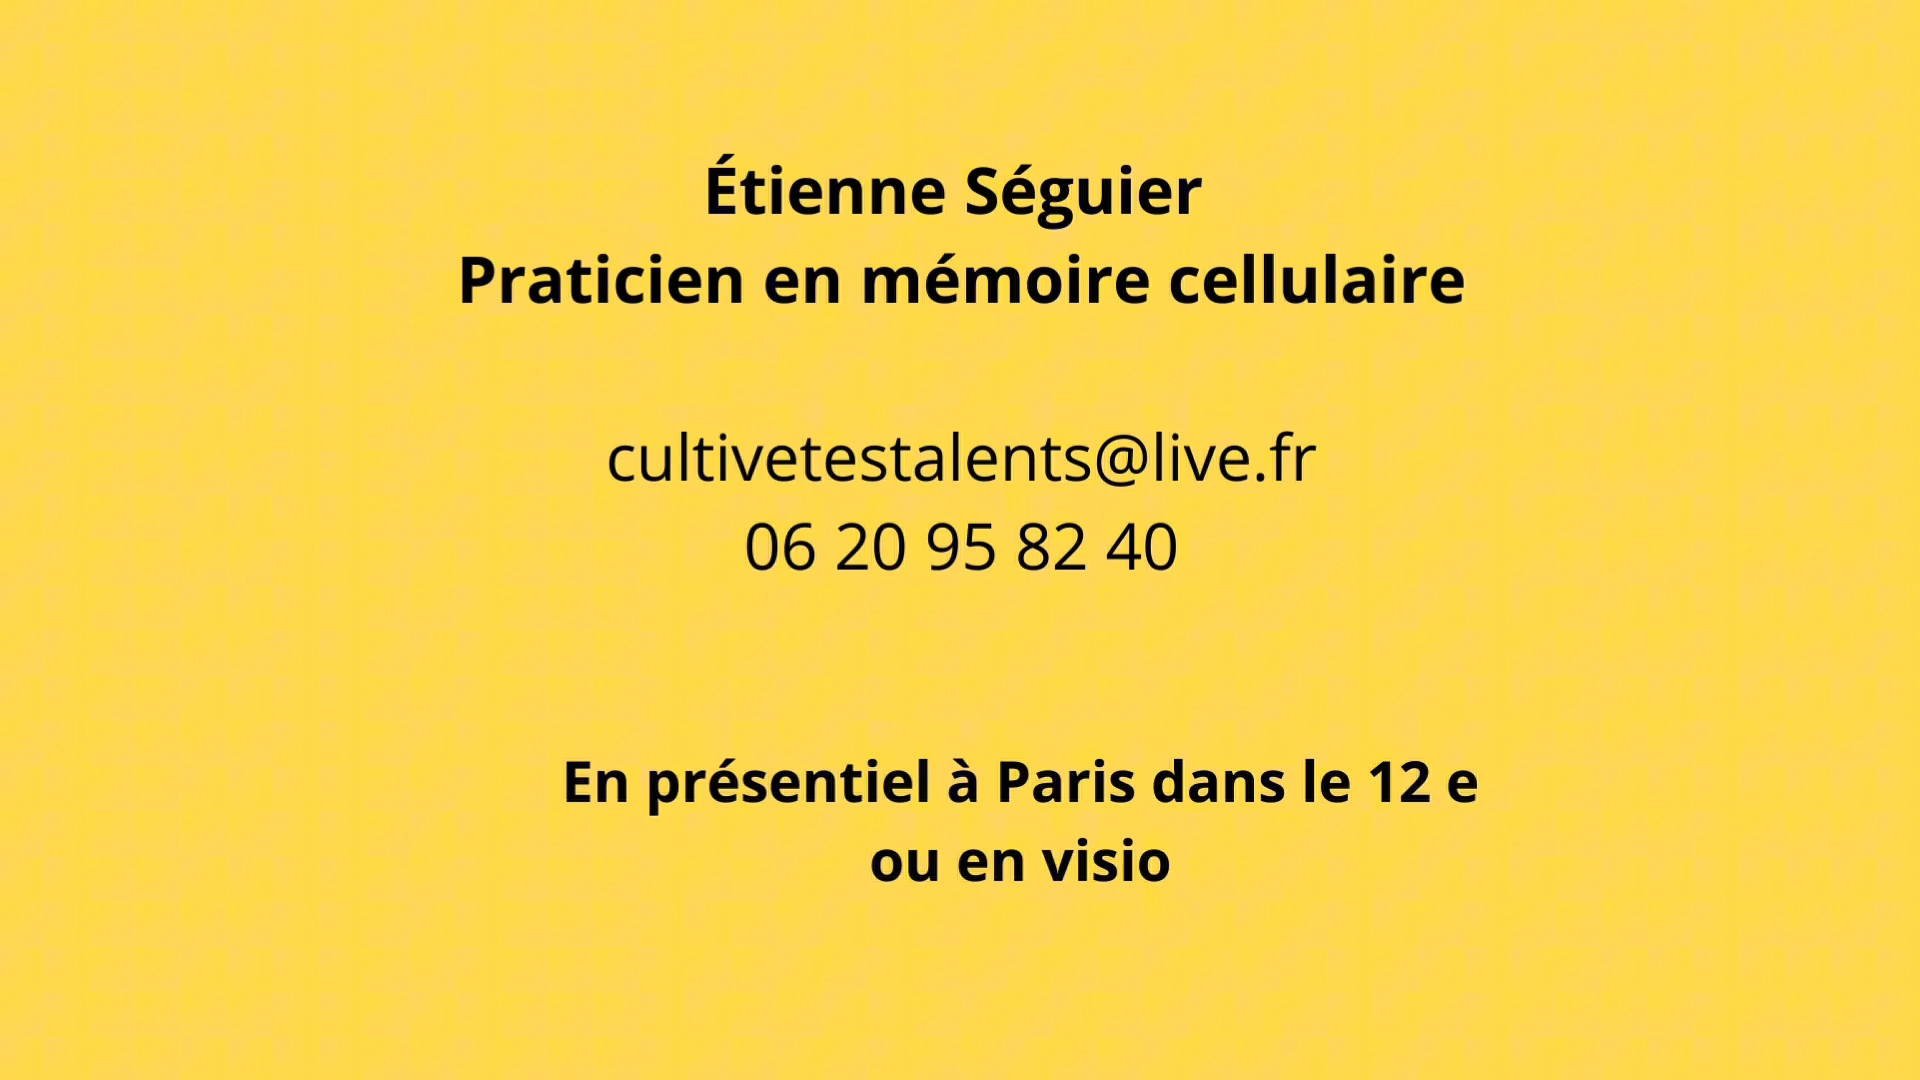 Étienne Séguier
Praticien en mémoire cellulaire
cultivetestalents@live.fr
06 20 95 82 40
En présentiel à Paris dans le 12 e
ou en visio